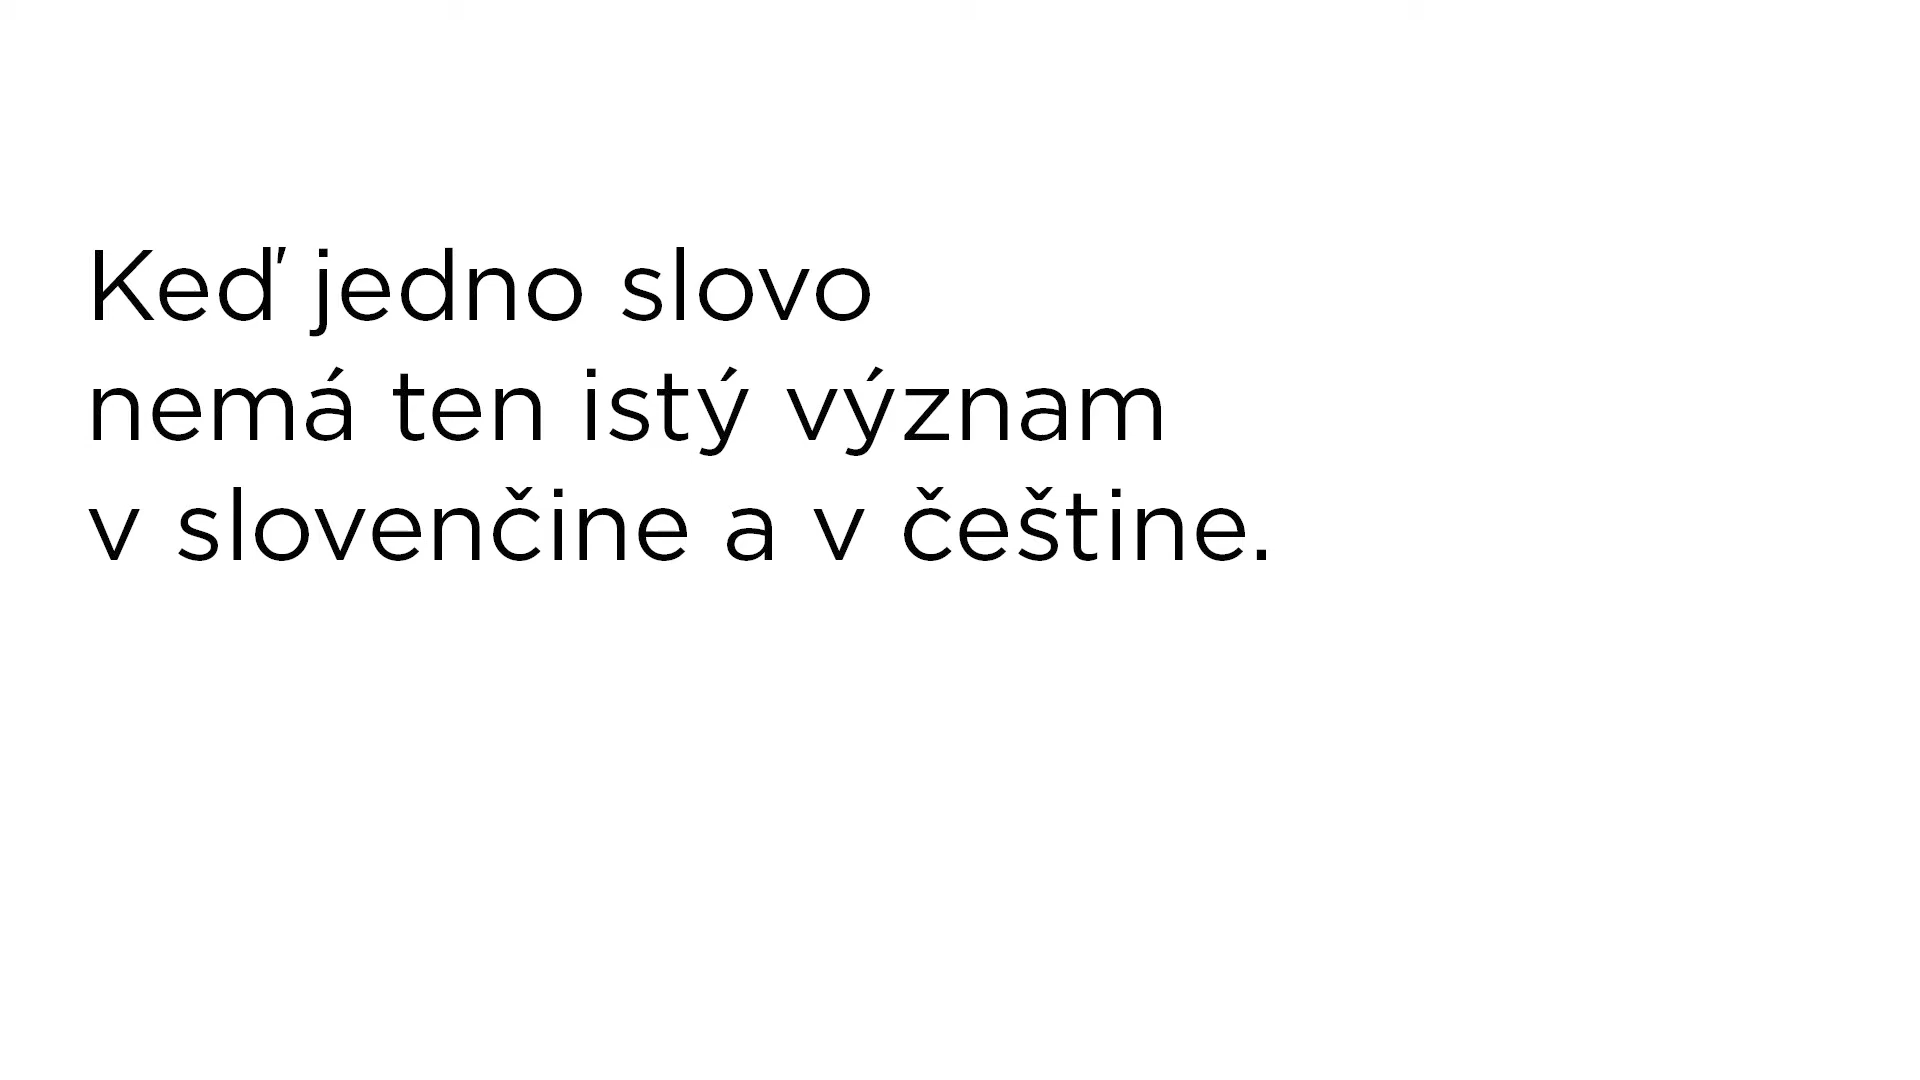 Keď jedno slovo
nemá ten istý význam
v slovenčine a v češtine.